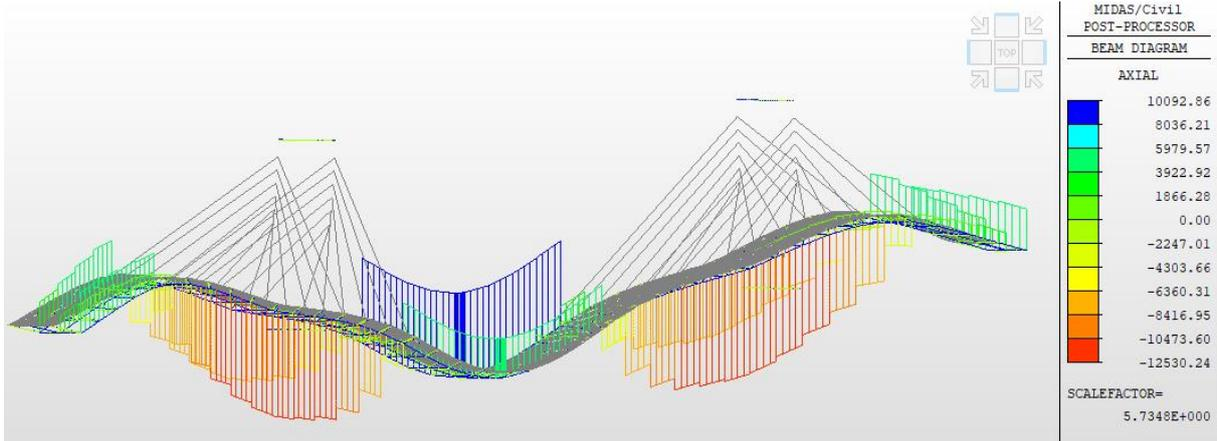 TOP
MIDAS/Civil
POST-PROCESSOR
BEAM DIAGRAM
AXIAL
10092.86
8036.21
5979.57
3922.92
1866.28
0.00
-2247.01
-4303.66
-6360.31
-8416.95
-10473.60
-12530.24
SCALEFACTOR=
5.7348E+000